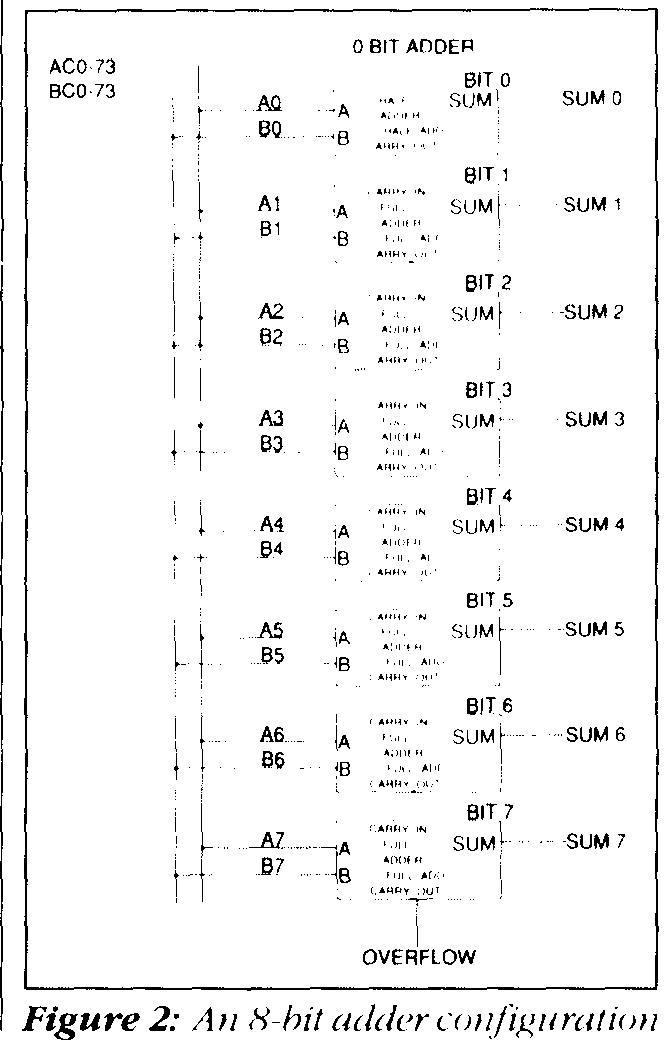 0 BIT ADDER
AC0-73
BC0-73
BIT 0
A0 A SUM SUM 0
ADDER
B0 B
BIT 1
CARRY IN
A1 A FULL SUM SUM 1
ADDER
B1 B FULL ADD
CARRY OUT
BIT 2
CARRY IN
A2 A FULL SUM SUM 2
ADDER
B2 B FULL ADD
CARRY OUT
BIT 3
CARRY IN
A3 A FULL SUM SUM 3
ADDER
B3 B FULL ADD
CARRY OUT
BIT 4
CARRY IN
A4 A FULL SUM SUM 4
ADDER
B4 B FULL
CARRY OUT
BIT 5
CARRY IN
A5 A FULL SUM SUM 5
ADDER
B5 B FULL ADD
CARRY OUT
BIT 6
CARRY IN
A6 A FULL SUM SUM 6
ADDER
B6 B FULL ADD
CARRY OUT
BIT 7
CARRY IN
A7 A FULL SUM SUM 7
ADDER
B7 B FULL ADD
CARRY OUT
OVERFLOW
Figure 2: An 8-bit adder configuration